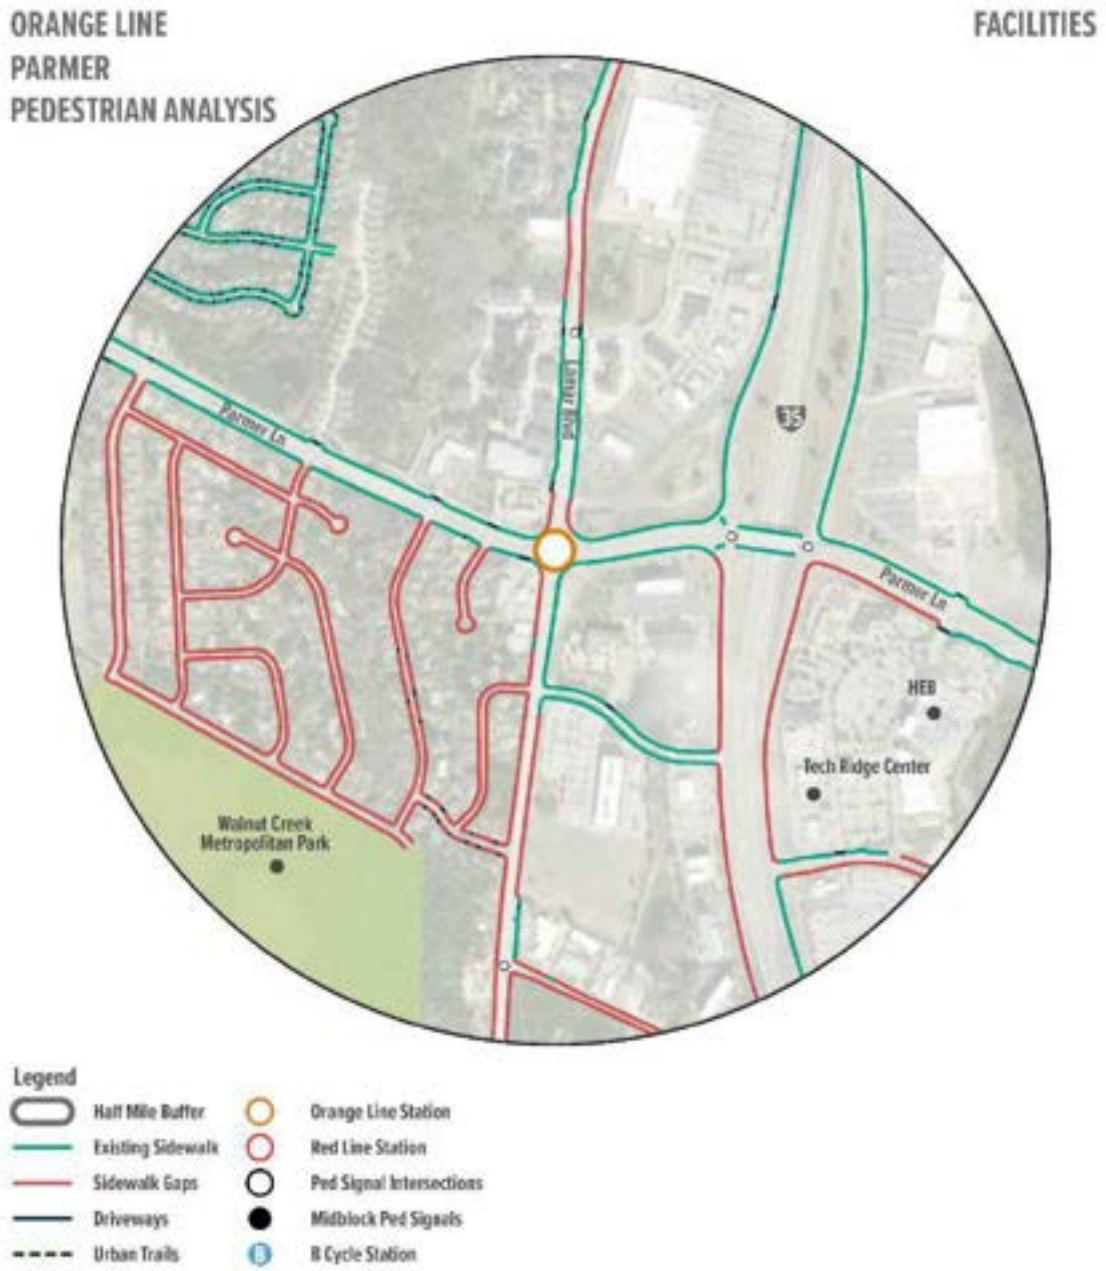 ORANGE LINE
PARMER
PEDESTRIAN ANALYSIS
FACILITIES
Parmer Ln
Lamar Blvd
35
Parmer Ln
HEB
Tech Ridge Center
Walnut Creek
Metropolitan Park
Legend
Half Mile Buffer
Existing Sidewalk
Sidewalk Gaps
Driveways
Urban Trails
Orange Line Station
Red Line Station
Ped Signal Intersections
Midblock Ped Signals
B
B Cycle Station